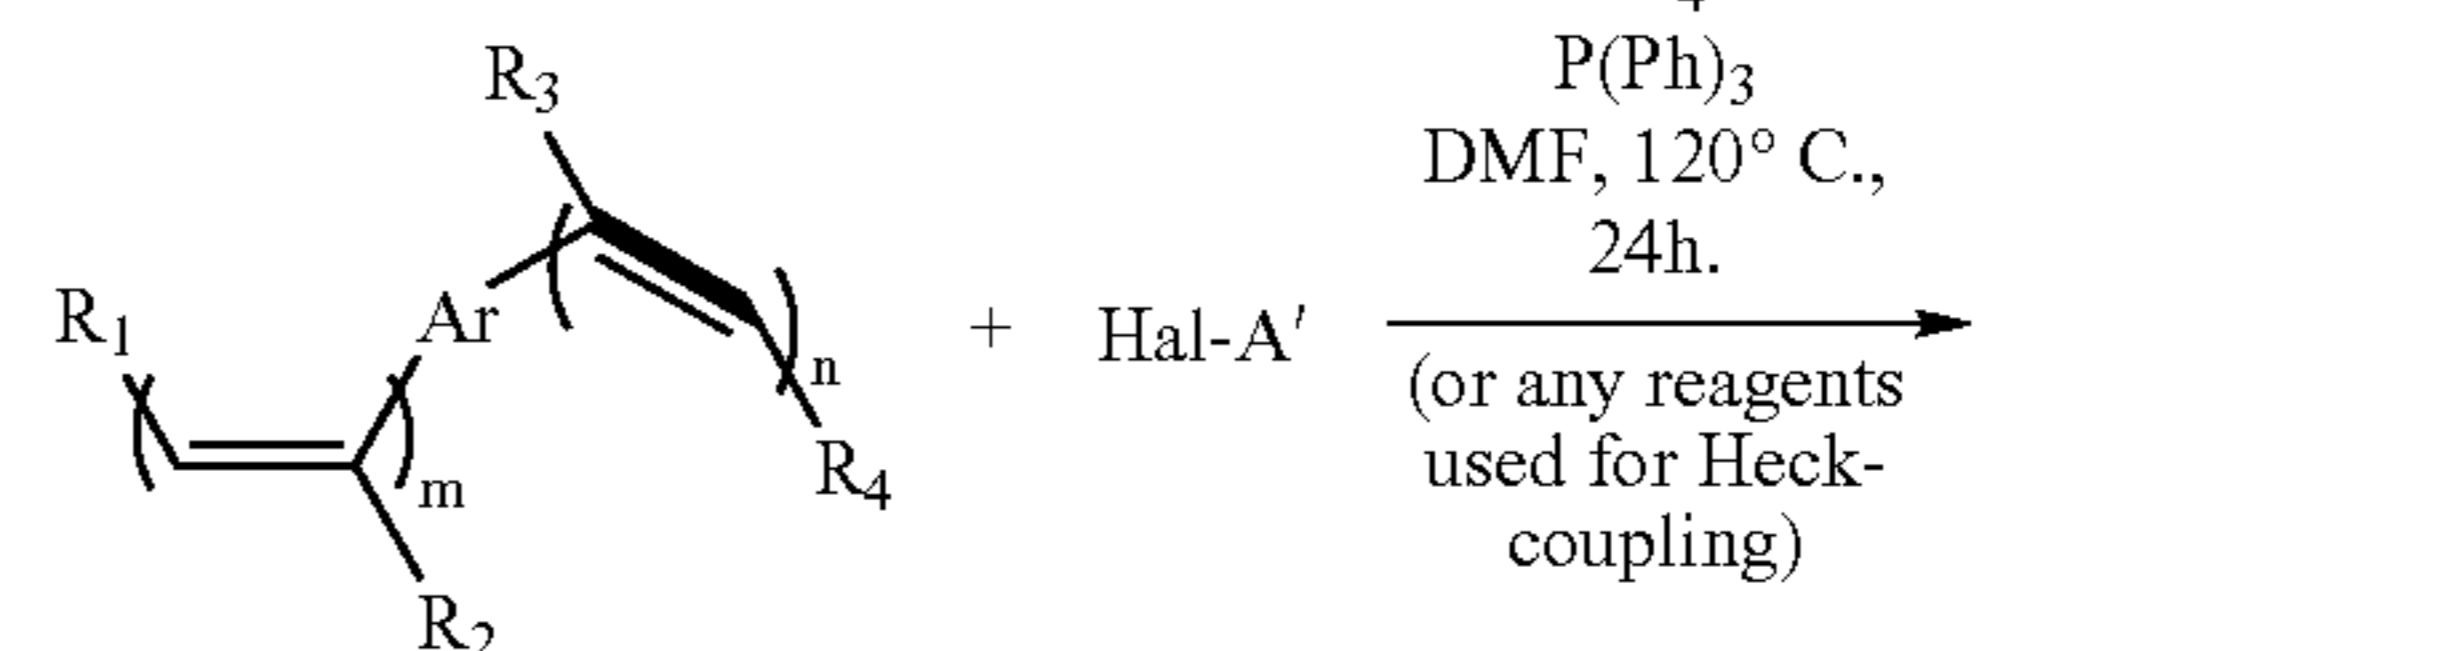 P(Ph)₃
R₃
DMF, 120° C.,
24h.
R₁
Ar
+
Hal-A′
n
(or any reagents
used for Heck-
coupling)
R₄
m
R₂